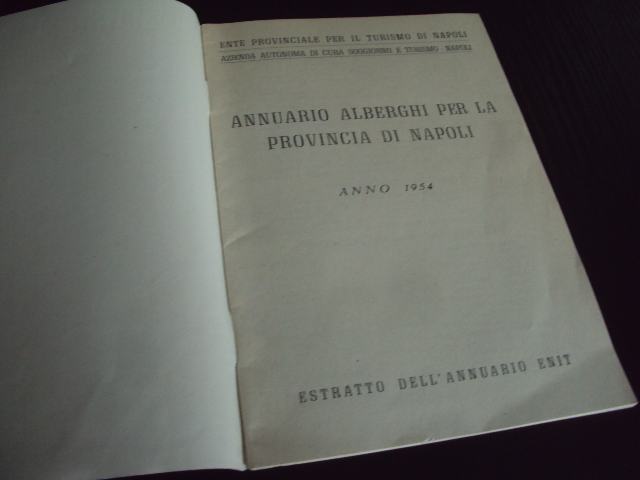 ENTE PROVINCIALE PER IL TURISMO DI NAPOLI
AZIENDA AUTONOMA DI CURA SOGGIORNO E TURISMO - NAPOLI
ANNUARIO ALBERGHI PER LA
PROVINCIA DI NAPOLI
ANNO 1954
ESTRATTO DELL'ANNUARIO ENIT